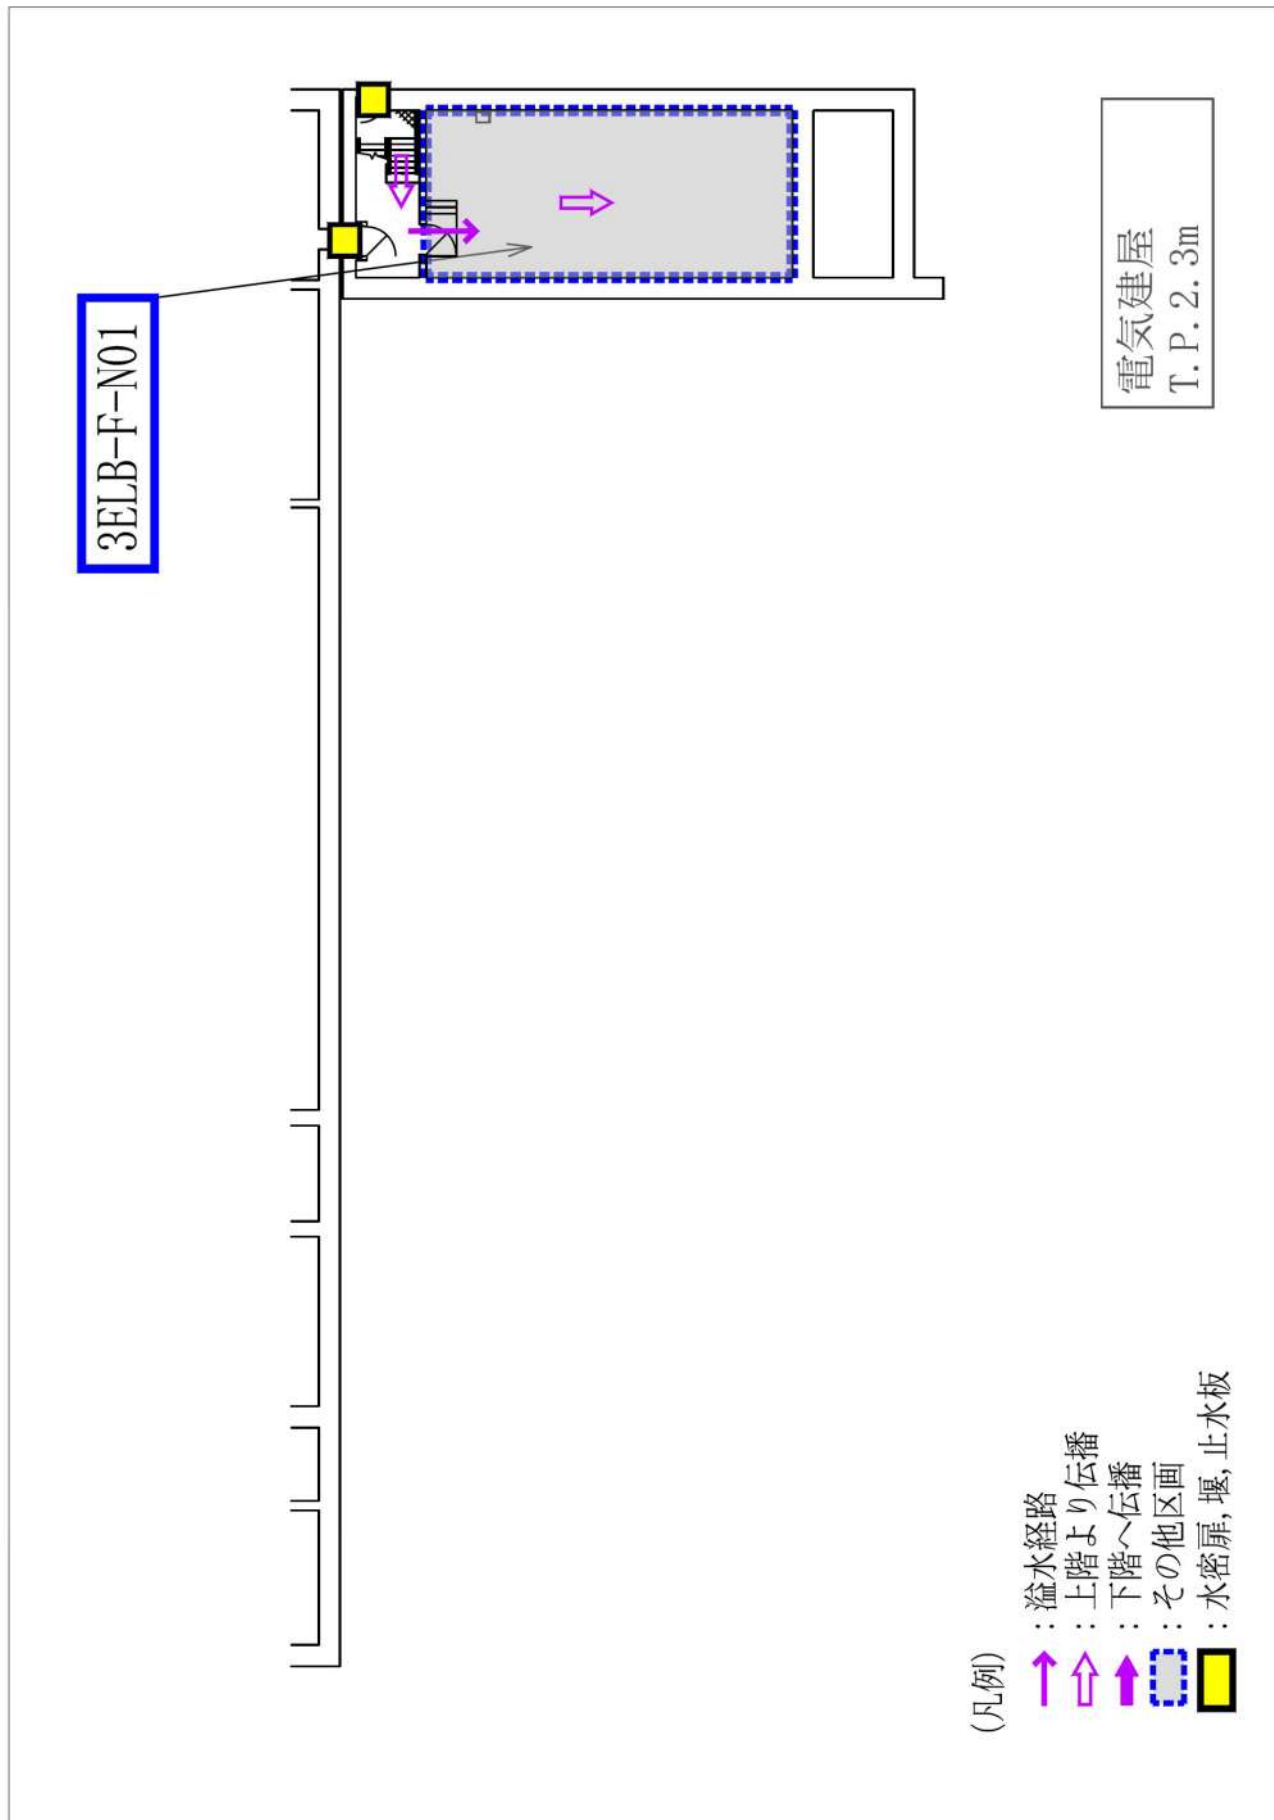 3ELB-F-N01
電気建屋
T.P.2.3m
(凡例)
：溢水経路
：上階より伝播
：下階へ伝播
：その他区画
：水密扉,堰,止水板